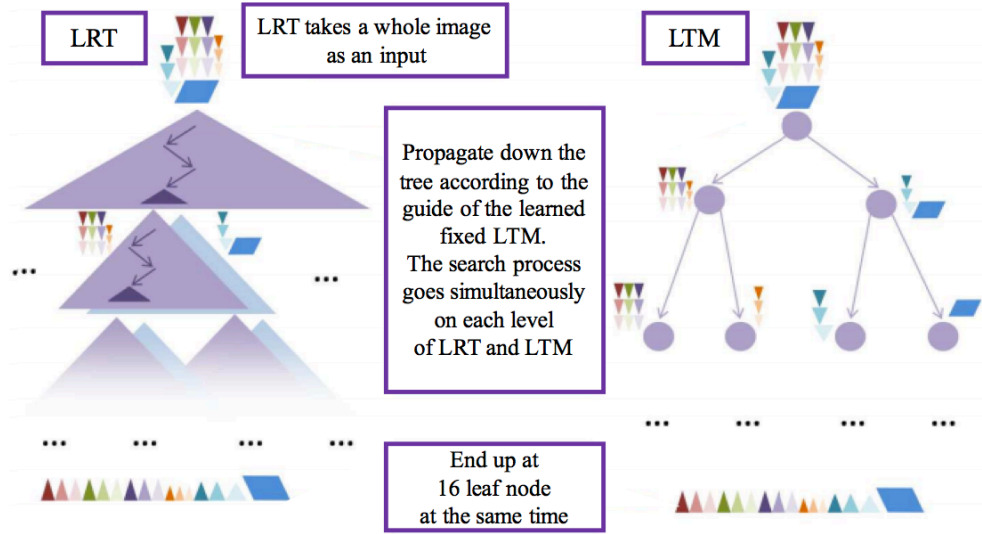 LRT
LRT takes a whole image
as an input
LTM
Propagate down the
tree according to the
guide of the learned
fixed LTM.
The search process
goes simultaneously
on each level
of LRT and LTM
...
...
... ... ... ...
... ... ... ...
End up at
16 leaf node
at the same time